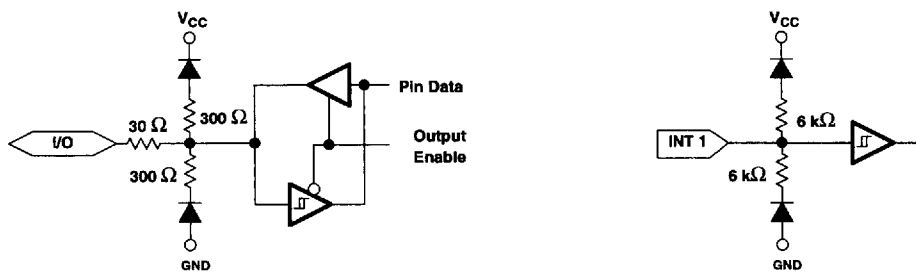 VCC
300 Ω
30 Ω
I/O
300 Ω
GND
Pin Data
Output
Enable
VCC
6 kΩ
INT 1
6 kΩ
GND